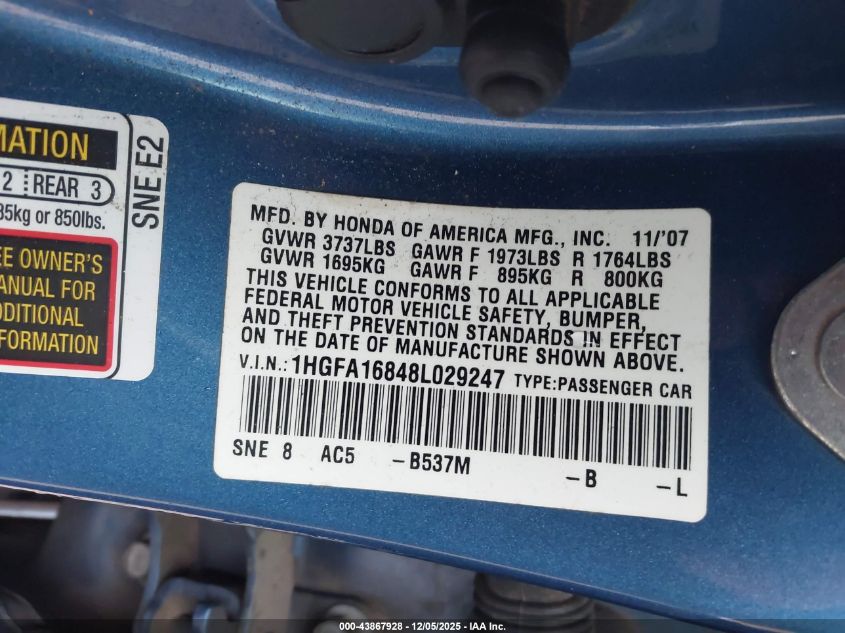 MATION
2 REAR 3
35kg or 850lbs.
EE OWNER'S
MANUAL FOR
ADDITIONAL
INFORMATION
SNE E2
MFD. BY HONDA OF AMERICA MFG., INC. 11/'07
GVWR 3737LBS GAWR F 1973LBS R 1764LBS
GVWR 1695KG GAWR F 895KG R 800KG
THIS VEHICLE CONFORMS TO ALL APPLICABLE
FEDERAL MOTOR VEHICLE SAFETY, BUMPER,
AND THEFT PREVENTION STANDARDS IN EFFECT
ON THE DATE OF MANUFACTURE SHOWN ABOVE.
V.I.N.: 1HGFA16848L029247 TYPE:PASSENGER CAR
SNE 8 AC5 -B537M -B -L
000-43867928 - 12/05/2025 - IAA Inc.